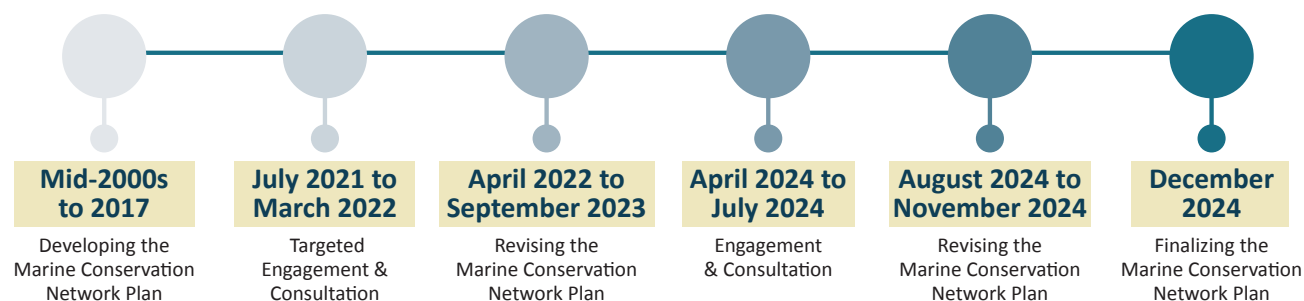 Mid-2000s
to 2017
Developing the
Marine Conservation
Network Plan
July 2021 to
March 2022
Targeted
Engagement &
Consultation
April 2022 to
September 2023
Revising the
Marine Conservation
Network Plan
April 2024 to
July 2024
Engagement
& Consultation
August 2024 to
November 2024
Revising the
Marine Conservation
Network Plan
December
2024
Finalizing the
Marine Conservation
Network Plan